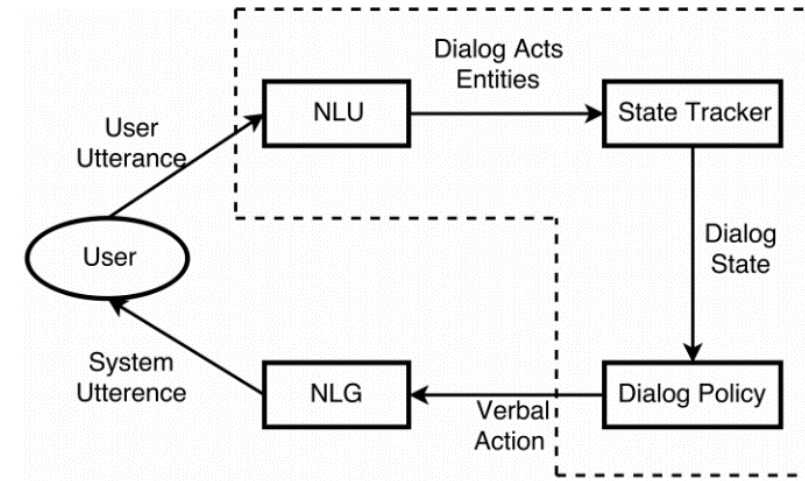 Dialog Acts
Entities
NLU
State Tracker
User
Utterance
User
Dialog
State
System
Utterence
NLG
Verbal
Action
Dialog Policy